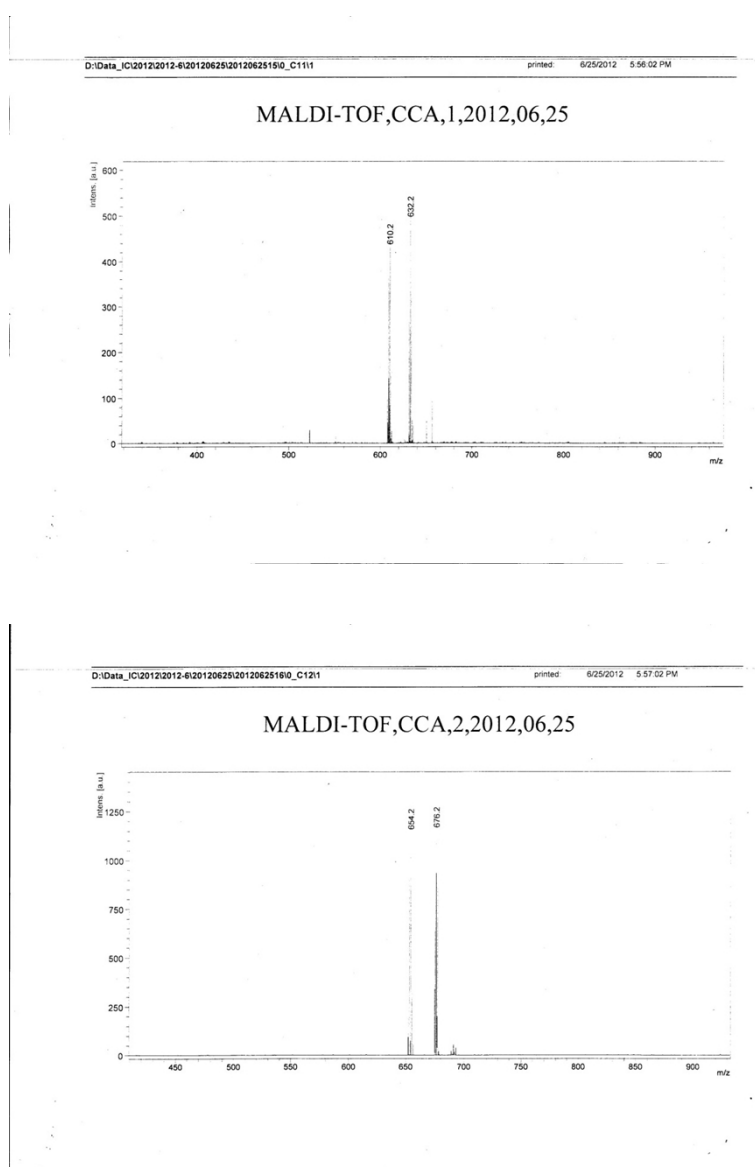 D:\Data_IC\2012\2012-6\20120625\2012062515\0_C11\1 printed: 6/25/2012 5:56:02 PM
MALDI-TOF,CCA,1,2012,06,25
Intens. [a.u.]
600
500
400
300
200
100
0
610.2
632.2
400 500 600 700 800 900
m/z
D:\Data_IC\2012\2012-6\20120625\2012062516\0_C12\1 printed: 6/25/2012 5:57:02 PM
MALDI-TOF,CCA,2,2012,06,25
Intens. [a.u.]
1250
1000
750
500
250
0
654.2
676.2
450 500 550 600 650 700 750 800 850 900
m/z